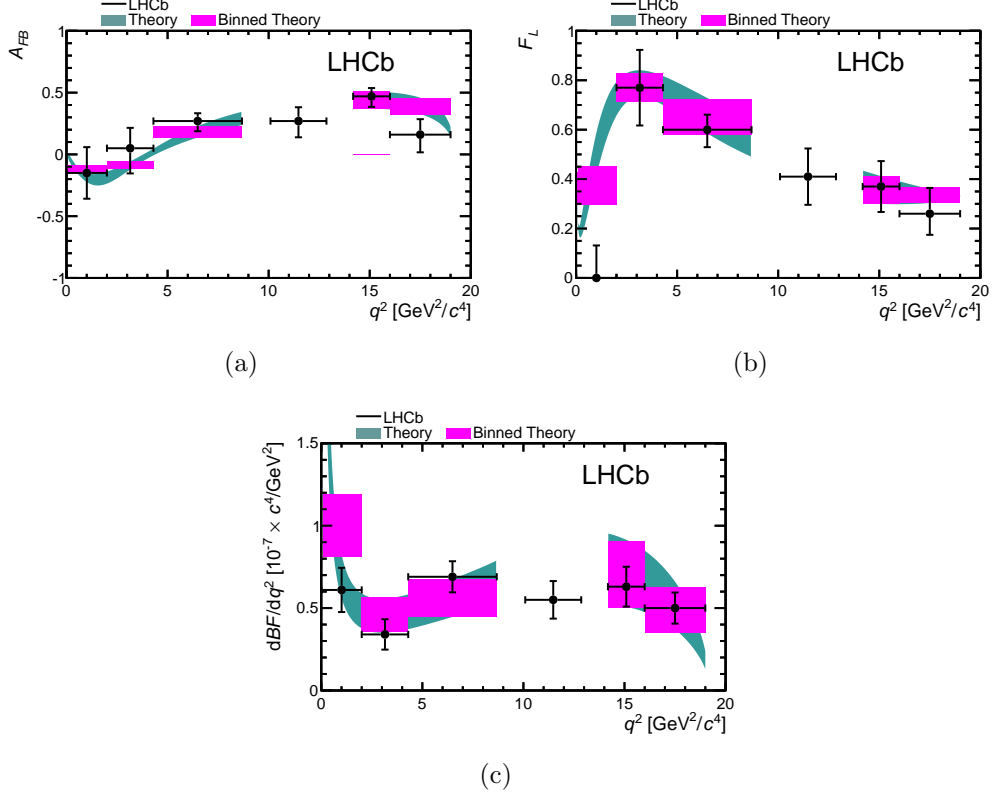 LHCb
Theory Binned Theory
A_FB
LHCb
1
0.5
0
-0.5
-1
0 5 10 15 20
q² [GeV²/c⁴]
(a)
LHCb
Theory Binned Theory
F_L
LHCb
1
0.8
0.6
0.4
0.2
0
0 5 10 15 20
q² [GeV²/c⁴]
(b)
LHCb
Theory Binned Theory
dBF/dq² [10⁻⁷ × c⁴/GeV²]
LHCb
1.5
1
0.5
0
0 5 10 15 20
q² [GeV²/c⁴]
(c)